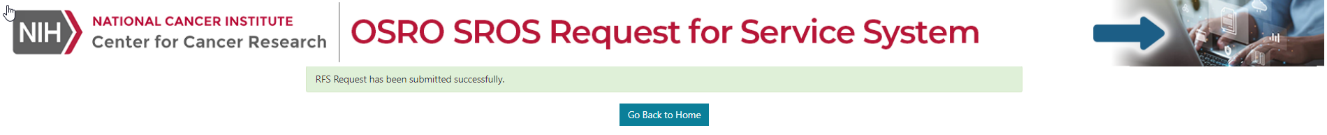 NIH
NATIONAL CANCER INSTITUTE
Center for Cancer Research
OSRO SROS Request for Service System
RFS Request has been submitted successfully.
Go Back to Home